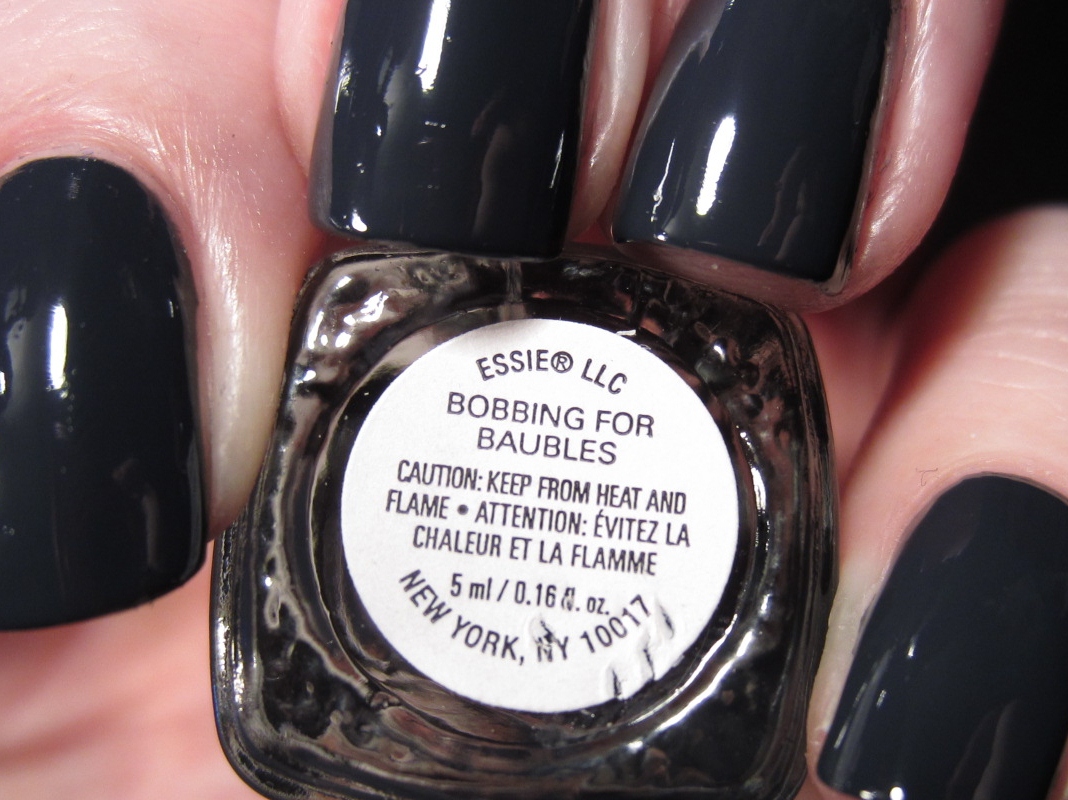 ESSIE® LLC
BOBBING FOR
BAUBLES
CAUTION: KEEP FROM HEAT AND
FLAME • ATTENTION: ÉVITEZ LA
CHALEUR ET LA FLAMME
5 ml / 0.16 fl. oz.
NEW YORK, NY 10017